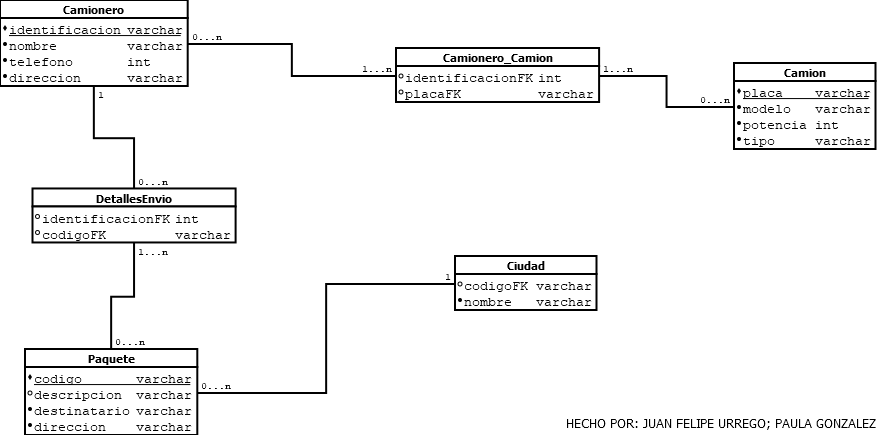 Camionero
identificacion varchar
nombre varchar
telefono int
direccion varchar
0...n
1
1...n
Camionero_Camion
identificacionFK int
placaFK varchar
1...n
0...n
Camion
placa varchar
modelo varchar
potencia int
tipo varchar
0...n
DetallesEnvio
identificacionFK int
codigoFK varchar
1...n
1
Ciudad
codigoFK varchar
nombre varchar
0...n
Paquete
codigo varchar
descripcion varchar
destinatario varchar
direccion varchar
0...n
HECHO POR: JUAN FELIPE URREGO; PAULA GONZALEZ